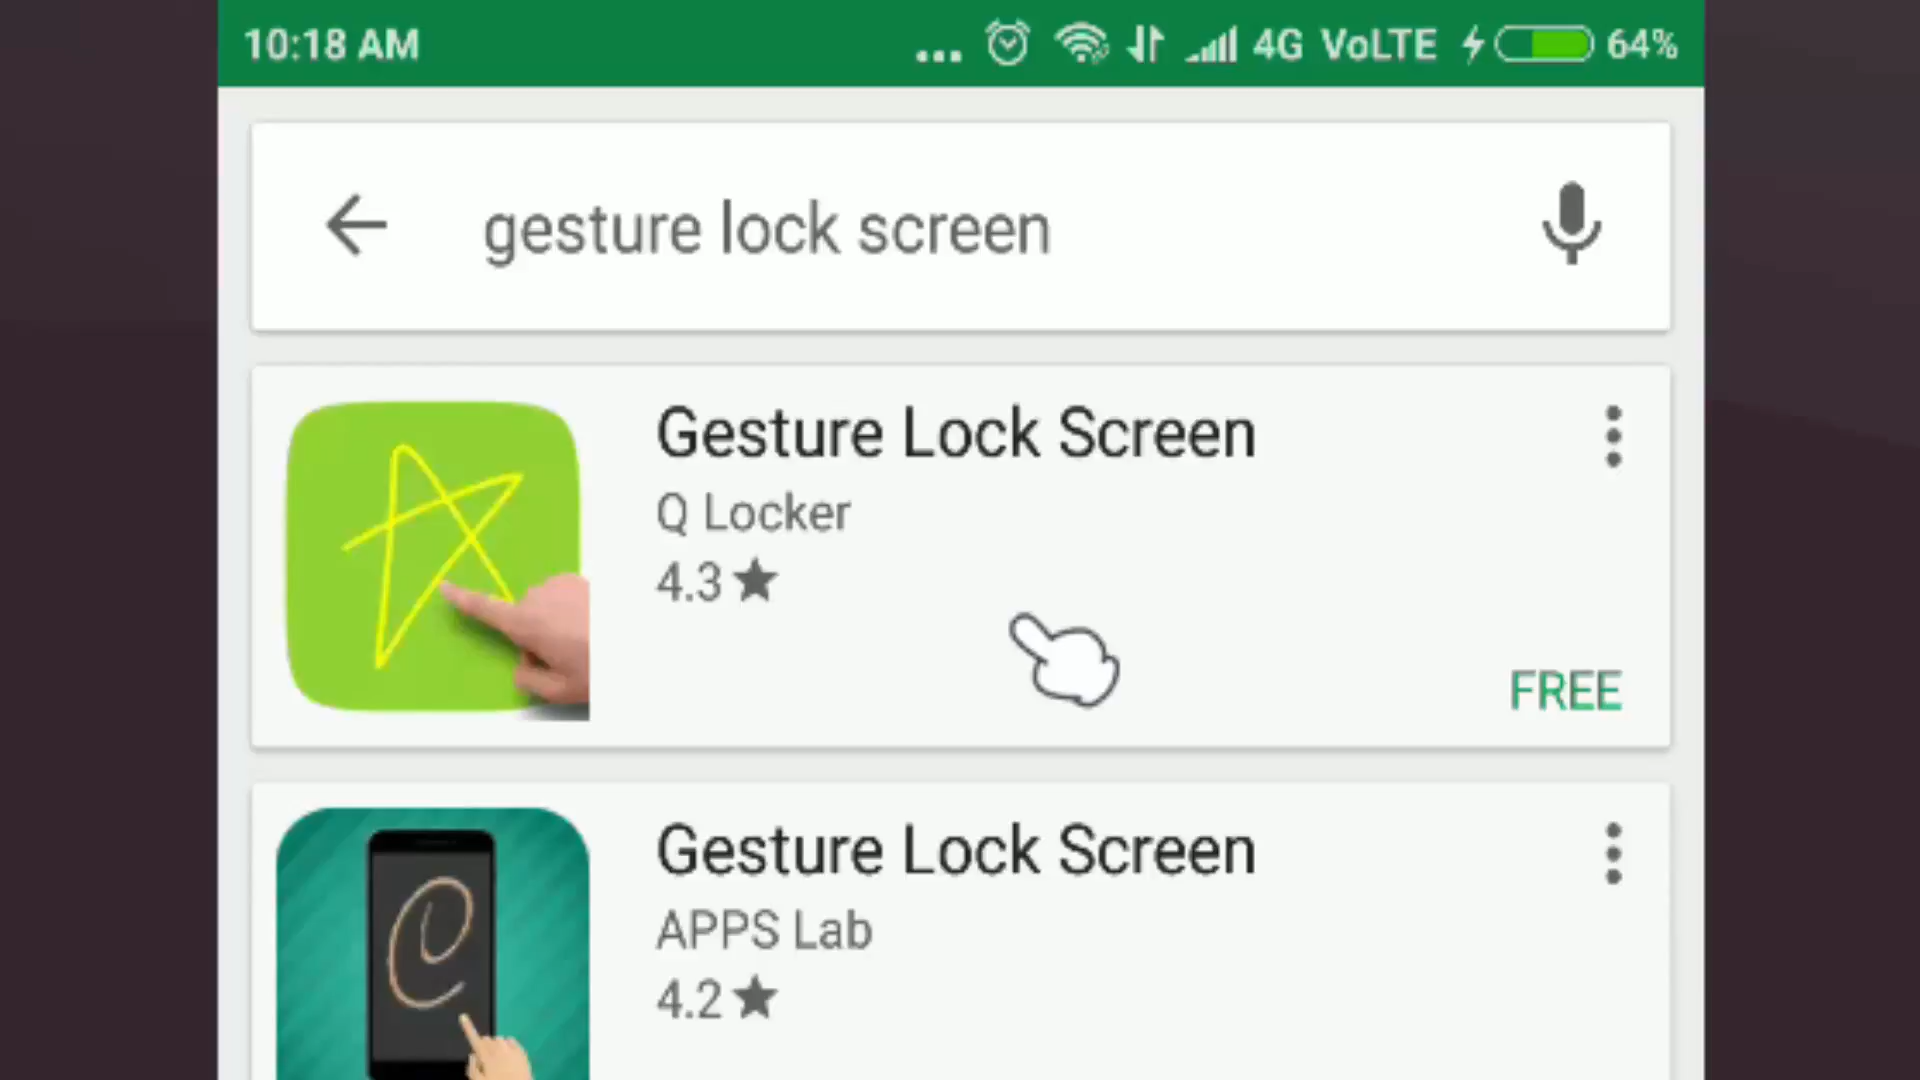 10:18 AM ... 4G VoLTE 64%
gesture lock screen
Gesture Lock Screen
Q Locker
4.3★
FREE
Gesture Lock Screen
APPS Lab
4.2★